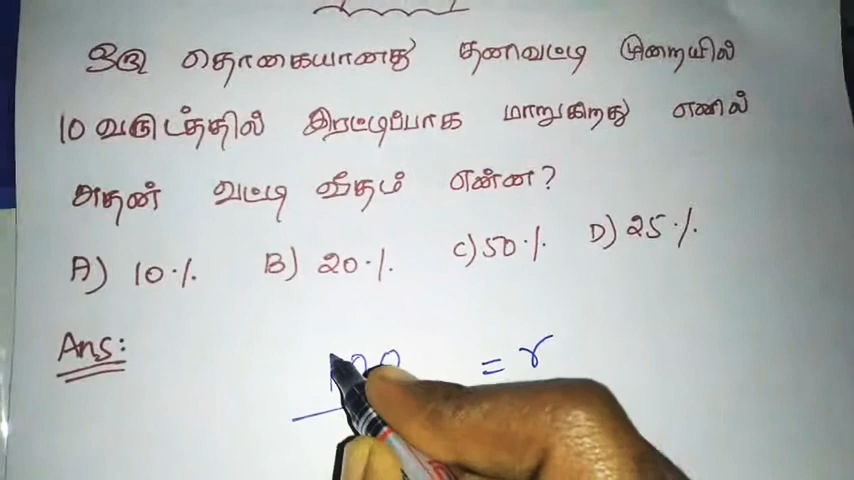 ஒரு தொகையானது தனிவட்டி முறையில்
10 வருடத்தில் இரட்டிப்பாக மாறுகிறது எனில்
அதன் வட்டி வீதம் என்ன?
A) 10% B) 20% C) 50% D) 25%
Ans:
= r